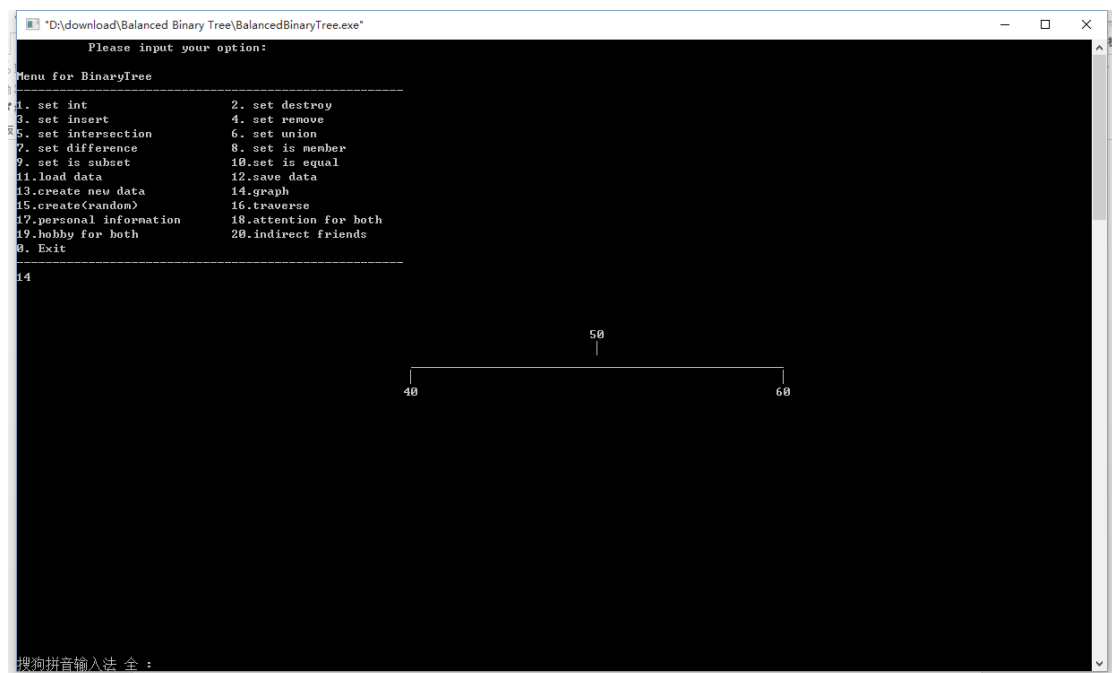 "D:\download\Balanced Binary Tree\BalancedBinaryTree.exe"
Please input your option:
Menu for BinaryTree
1. set int 2. set destroy
3. set insert 4. set remove
5. set intersection 6. set union
7. set difference 8. set is member
9. set is subset 10.set is equal
11.load data 12.save data
13.create new data 14.graph
15.create(random) 16.traverse
17.personal information 18.attention for both
19.hobby for both 20.indirect friends
0. Exit
14
50
40 60
搜狗拼音输入法 全 :